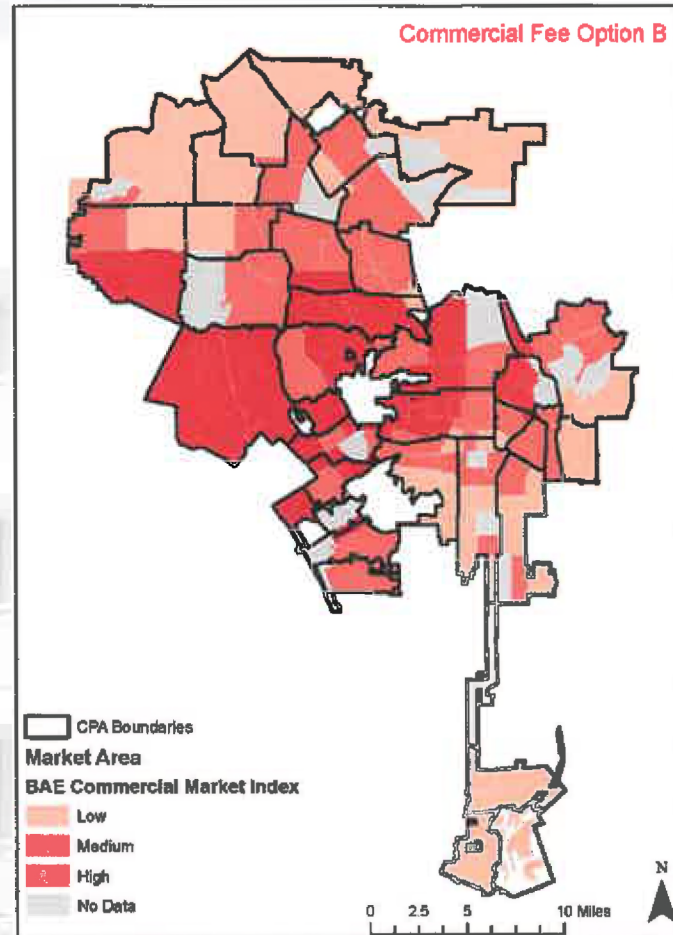 Commercial Fee Option B
CPA Boundaries
Market Area
BAE Commercial Market Index
Low
Medium
High
No Data
0 2.5 5 10 Miles
N